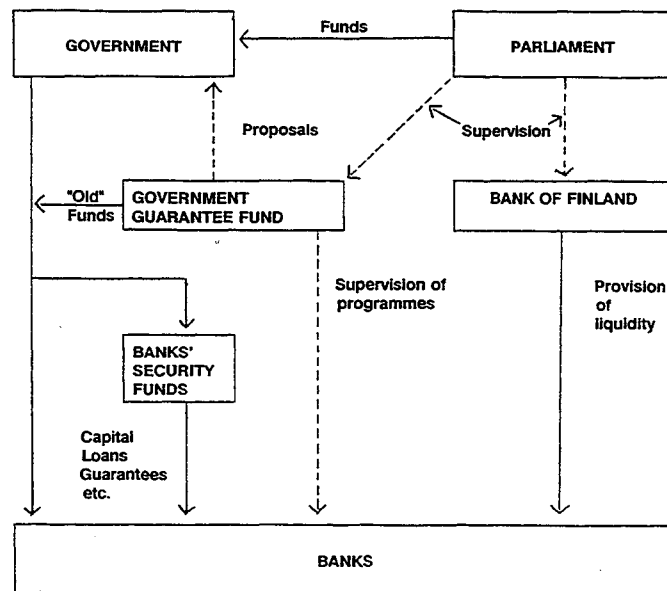 Funds
GOVERNMENT
PARLIAMENT
Proposals
Supervision
"Old"
Funds
GOVERNMENT
GUARANTEE FUND
BANK OF FINLAND
Supervision of
programmes
Provision
of
liquidity
BANKS'
SECURITY
FUNDS
Capital
Loans
Guarantees
etc.
BANKS